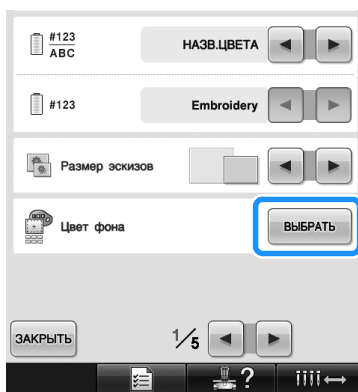 #123
ABC
НАЗВ.ЦВЕТА
#123
Embroidery
Размер эскизов
Цвет фона
ВЫБРАТЬ
ЗАКРЫТЬ
1/5
?